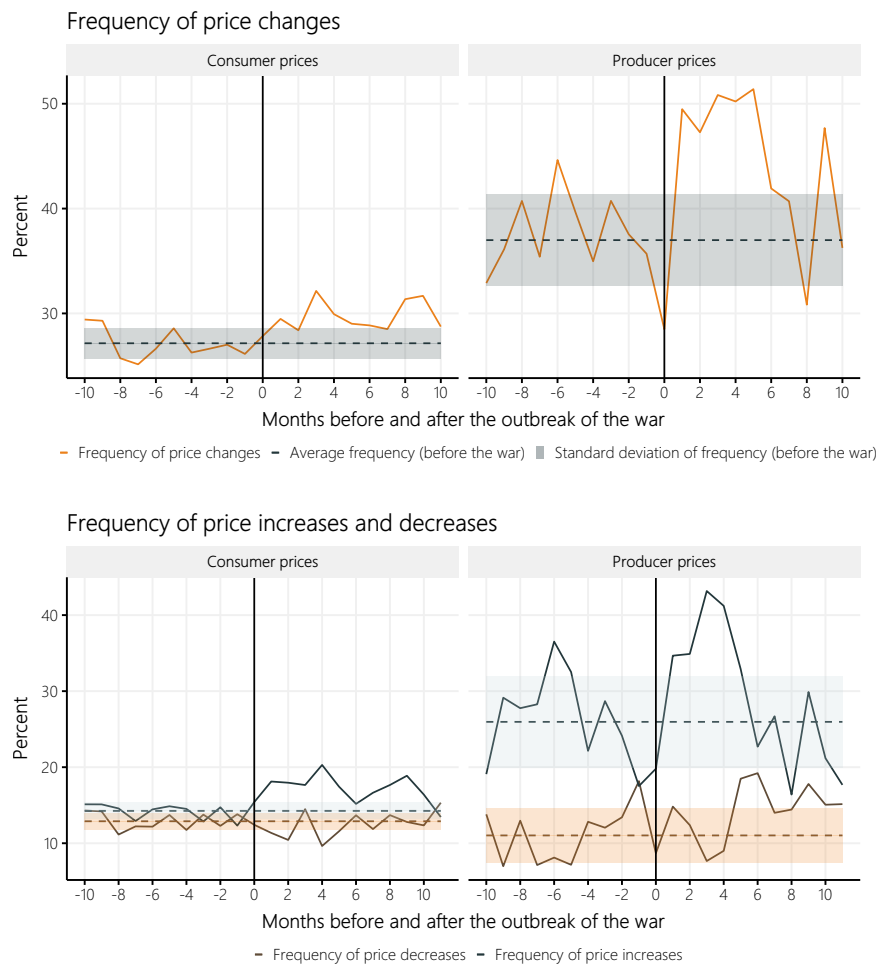 Frequency of price changes
Consumer prices
Producer prices
Percent
50
40
30
-10 -8 -6 -4 -2 0 2 4 6 8 10
-10 -8 -6 -4 -2 0 2 4 6 8 10
Months before and after the outbreak of the war
Frequency of price changes
Average frequency (before the war)
Standard deviation of frequency (before the war)
Frequency of price increases and decreases
Consumer prices
Producer prices
Percent
40
30
20
10
-10 -8 -6 -4 -2 0 2 4 6 8 10
-10 -8 -6 -4 -2 0 2 4 6 8 10
Months before and after the outbreak of the war
Frequency of price decreases
Frequency of price increases